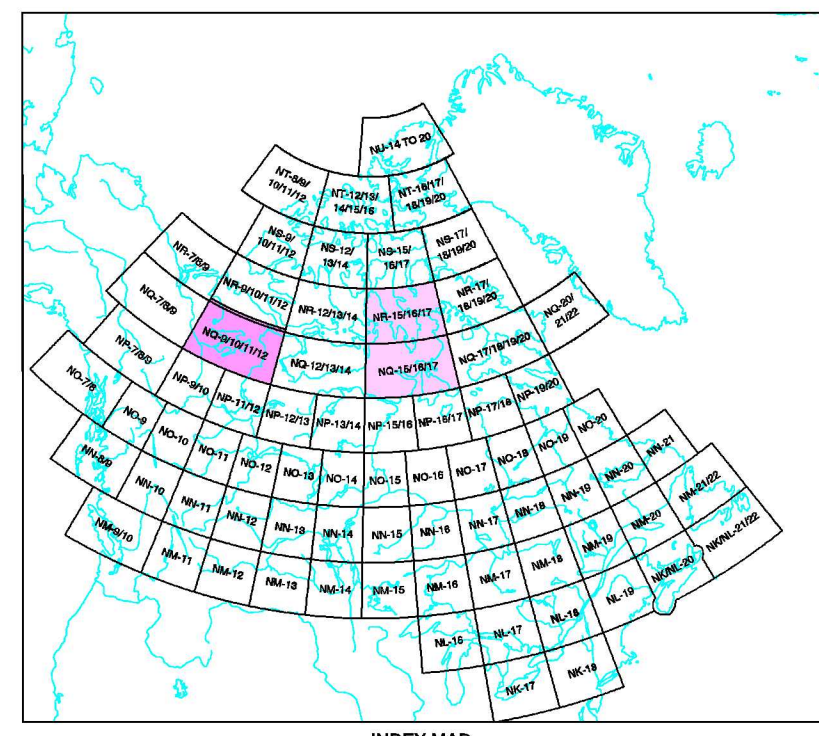 NU-14 TO 20
NT-8/9/
10/11/12
NT-12/13/
14/15/16
NT-16/17/
18/19/20
NS-9/
10/11/12
NS-12/
13/14
NS-15/
16/17
NS-17/
18/19/20
NR-7/8/9
NR-9/10/11/12
NR-12/13/14
NR-15/16/17
NR-17/
18/19/20
NQ-7/8/9
NQ-9/10/11/12
NQ-12/13/14
NQ-15/16/17
NQ-17/18/19/20
NQ-20/
21/22
NP-7/8/9
NP-9/10
NP-11/12
NP-12/13
NP-13/14
NP-15/16
NP-16/17
NP-17/18
NP-19/20
NO-7/8
NO-9
NO-10
NO-11
NO-12
NO-13
NO-14
NO-15
NO-16
NO-17
NO-18
NO-19
NO-20
NN-8/9
NN-10
NN-11
NN-12
NN-13
NN-14
NN-15
NN-16
NN-17
NN-18
NN-19
NN-20
NN-21
NM-9/10
NM-11
NM-12
NM-13
NM-14
NM-15
NM-16
NM-17
NM-18
NM-19
NM-20
NM-21/22
NL-16
NL-17
NL-18
NL-19
NK/NL-20
NK/NL-21/22
NK-17
NK-18
INDEX MAP